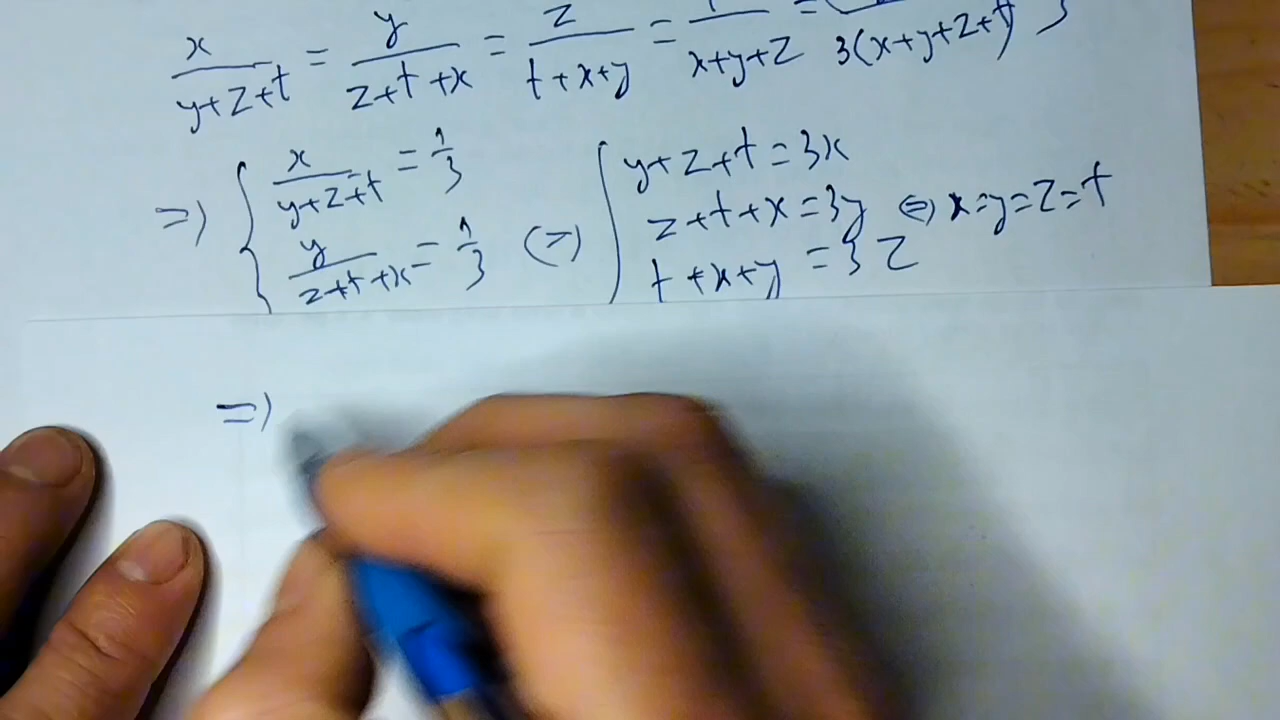 x/(y+z+t) = y/(z+t+x) = z/(t+x+y) = /(x+y+z) = /(3(x+y+z+t))
=> { x/(y+z+t) = 1/3
y/(z+t+x) = 1/3
(=) { y+z+t=3x
z+t+x=3y (=) x=y=z=t
t+x+y=3z
=>